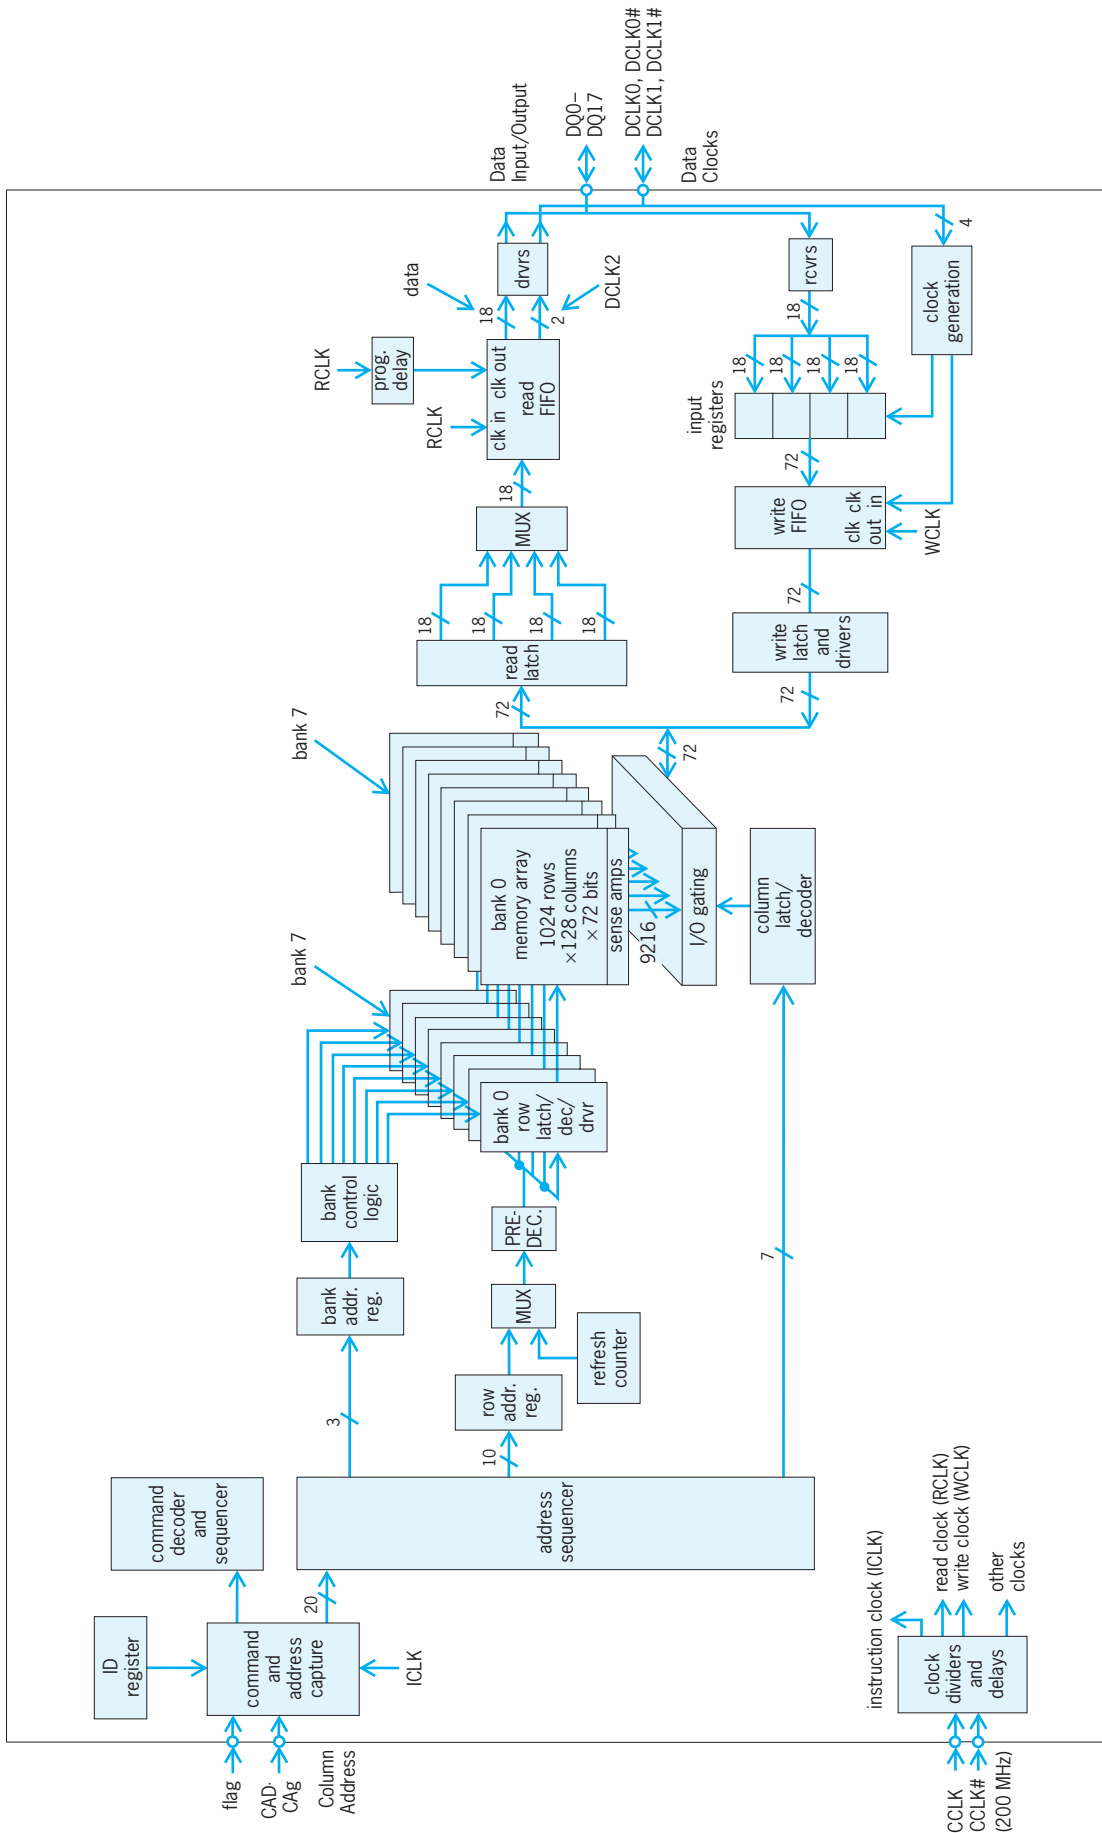 flag
CAD·
CAg
Column
Address
ID
register
command
and
address
capture
ICLK
command
decoder
and
sequencer
20
address
sequencer
3
10
7
bank
addr.
reg.
row
addr.
reg.
refresh
counter
MUX
PRE-
DEC.
bank
control
logic
bank 7
bank 0
row
latch/
dec/
drvr
bank 7
bank 0
memory array
1024 rows
×128 columns
×72 bits
sense amps
9216
I/O gating
column
latch/
decoder
72
72
72
read
latch
18
18
18
18
MUX
18
RCLK
RCLK
prog.
delay
clk in clk out
read
FIFO
data
18
2
DCLK2
drvrs
Data
Input/Output
DQ0–
DQ17
DCLK0, DCLK0#
DCLK1, DCLK1#
Data
Clocks
rcvrs
18
18
18
18
18
input
registers
4
clock
generation
72
write
FIFO
clk clk
out in
WCLK
72
write
latch
and
drivers
CCLK
CCLK#
(200 MHz)
clock
dividers
and
delays
instruction clock (ICLK)
read clock (RCLK)
write clock (WCLK)
other
clocks